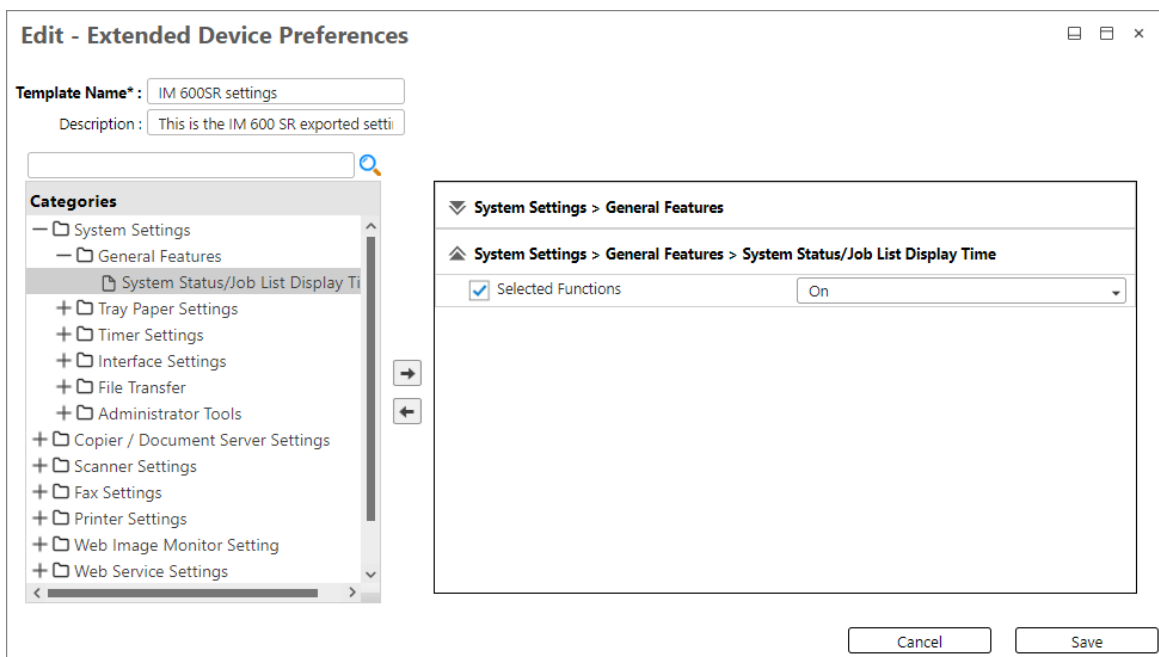 Edit - Extended Device Preferences
Template Name* : IM 600SR settings
Description : This is the IM 600 SR exported setti
Categories
System Settings
General Features
System Status/Job List Display Ti
Tray Paper Settings
Timer Settings
Interface Settings
File Transfer
Administrator Tools
Copier / Document Server Settings
Scanner Settings
Fax Settings
Printer Settings
Web Image Monitor Setting
Web Service Settings
System Settings > General Features
System Settings > General Features > System Status/Job List Display Time
Selected Functions On
Cancel Save